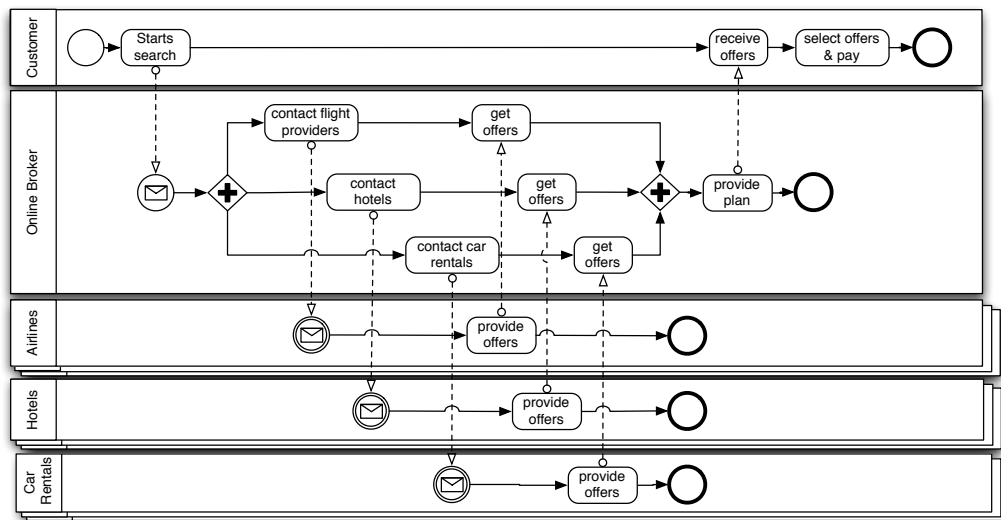 Customer
Starts
search
receive
offers
select offers
& pay
Online Broker
contact flight
providers
get
offers
contact
hotels
get
offers
provide
plan
contact car
rentals
get
offers
Airlines
provide
offers
Hotels
provide
offers
Car
Rentals
provide
offers